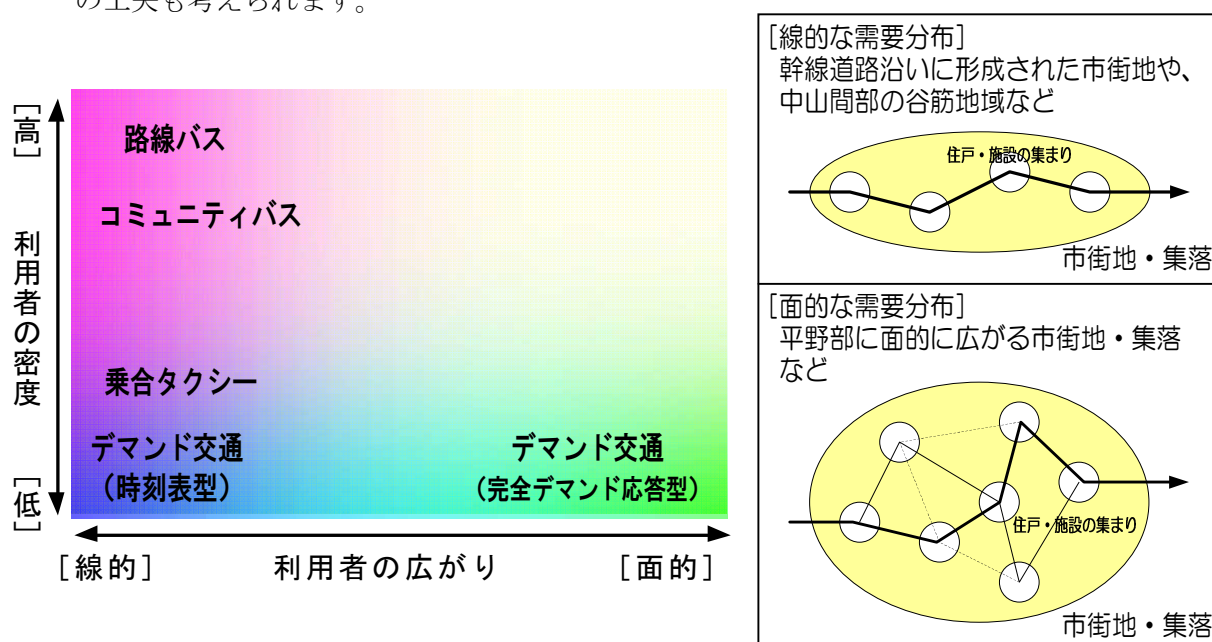 の工夫も考えられます。
[高]
利用者の密度
[低]
路線バス
コミュニティバス
乗合タクシー
デマンド交通
(時刻表型)
デマンド交通
(完全デマンド応答型)
[線的]
利用者の広がり
[面的]
[線的な需要分布]
幹線道路沿いに形成された市街地や、
中山間部の谷筋地域など
住戸・施設の集まり
市街地・集落
[面的な需要分布]
平野部に面的に広がる市街地・集落
など
住戸・施設の集まり
市街地・集落